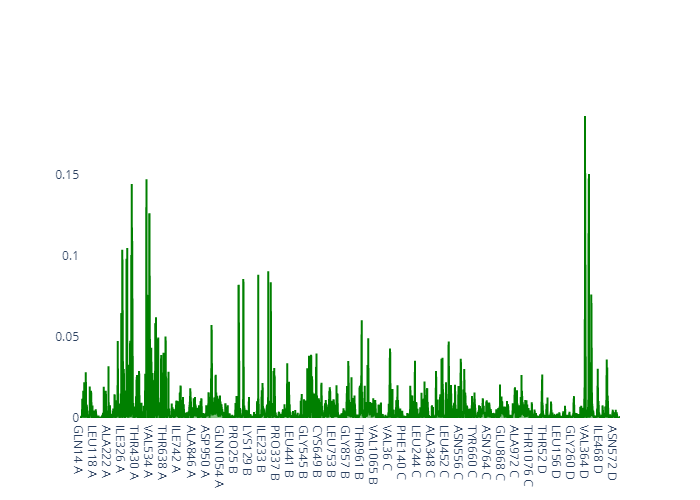 0.15
0.1
0.05
0
GLN14 A
LEU118 A
ALA222 A
ILE326 A
THR430 A
VAL534 A
THR638 A
ILE742 A
ALA846 A
ASP950 A
GLN1054 A
PRO25 B
LYS129 B
ILE233 B
PRO337 B
LEU441 B
GLY545 B
CYS649 B
LEU753 B
GLY857 B
THR961 B
VAL1065 B
VAL36 C
PHE140 C
LEU244 C
ALA348 C
LEU452 C
ASN556 C
TYR660 C
ASN764 C
GLU868 C
ALA972 C
THR1076 C
THR52 D
LEU156 D
GLY260 D
VAL364 D
ILE468 D
ASN572 D